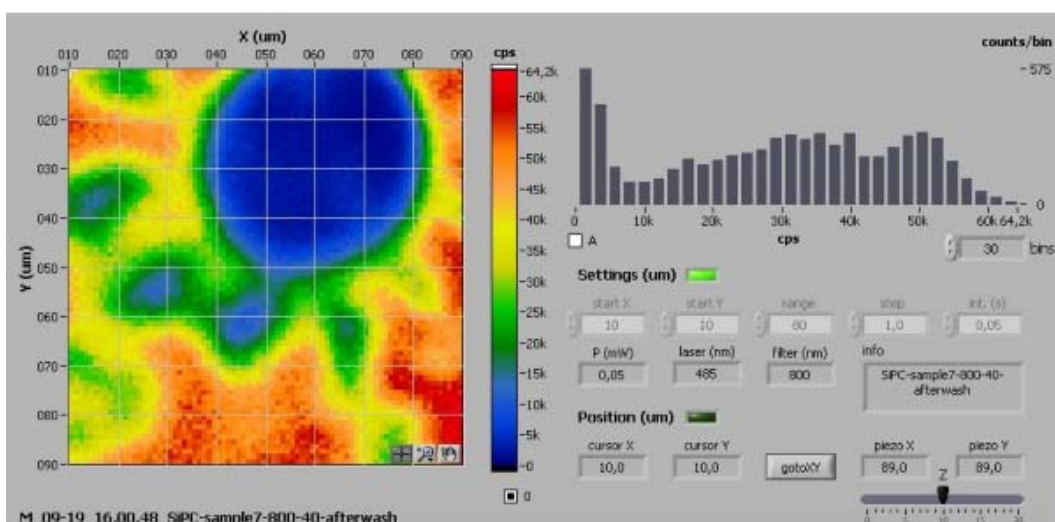 X (um)
010 020 030 040 050 060 070 080 090
Y (um)
010
020
030
040
050
060
070
080
090
cps
64,2k
60k
55k
50k
45k
40k
35k
30k
25k
20k
15k
10k
5k
0
0
counts/bin
575
0
0 10k 20k 30k 40k 50k 60k 64,2k
cps
A
30 bins
Settings (um)
start X start Y range step int. (s)
10 10 80 1,0 0,05
P (mW) laser (nm) filter (nm) info
0,05 485 800 SiPC-sample7-800-40-
afterwash
Position (um)
cursor X cursor Y piezo X piezo Y
10,0 10,0 gotoXY 89,0 89,0
Z
0 10 20
M_09-19_16.00.48_SiPC-sample7-800-40-afterwash